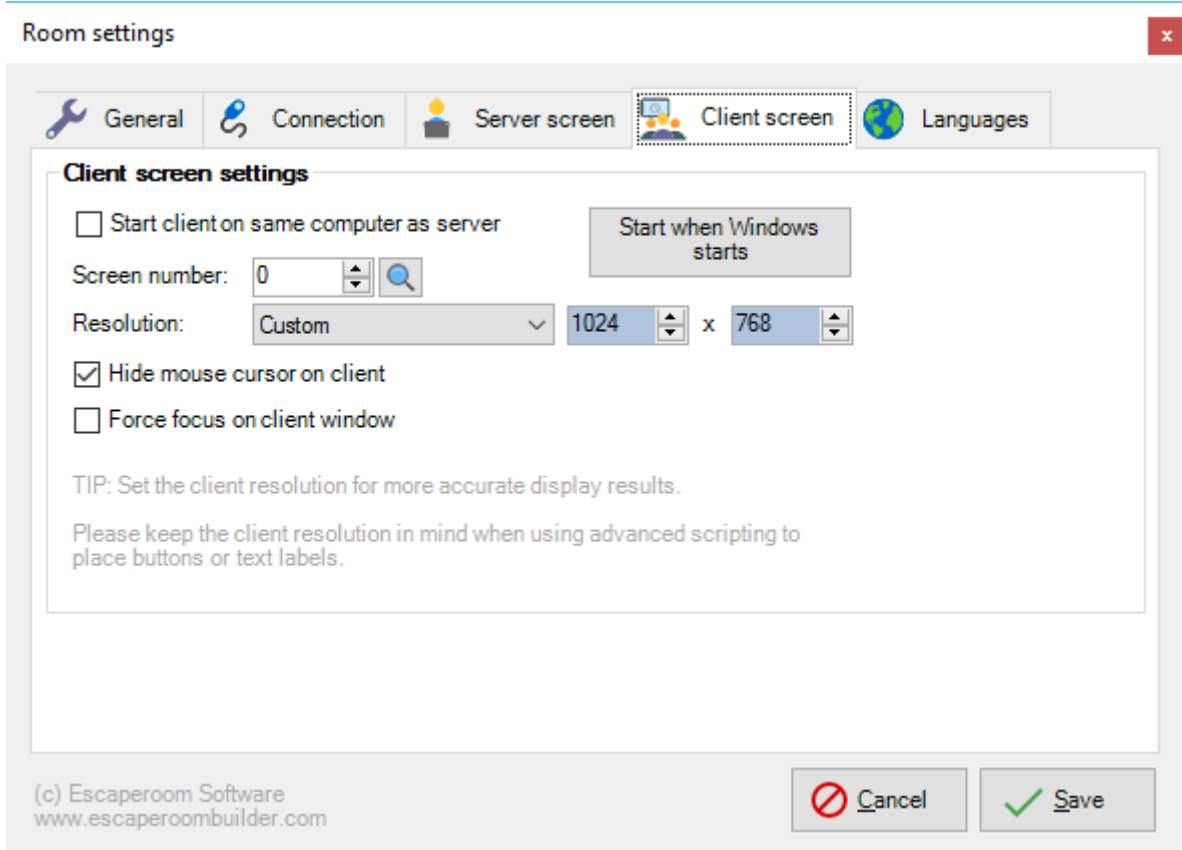 Room settings
x
General Connection Server screen Client screen Languages
Client screen settings
Start client on same computer as server
Start when Windows
starts
Screen number: 0
Resolution: Custom 1024 x 768
Hide mouse cursor on client
Force focus on client window
TIP: Set the client resolution for more accurate display results.
Please keep the client resolution in mind when using advanced scripting to
place buttons or text labels.
(c) Escaperoom Software
www.escaperoombuilder.com
Cancel Save